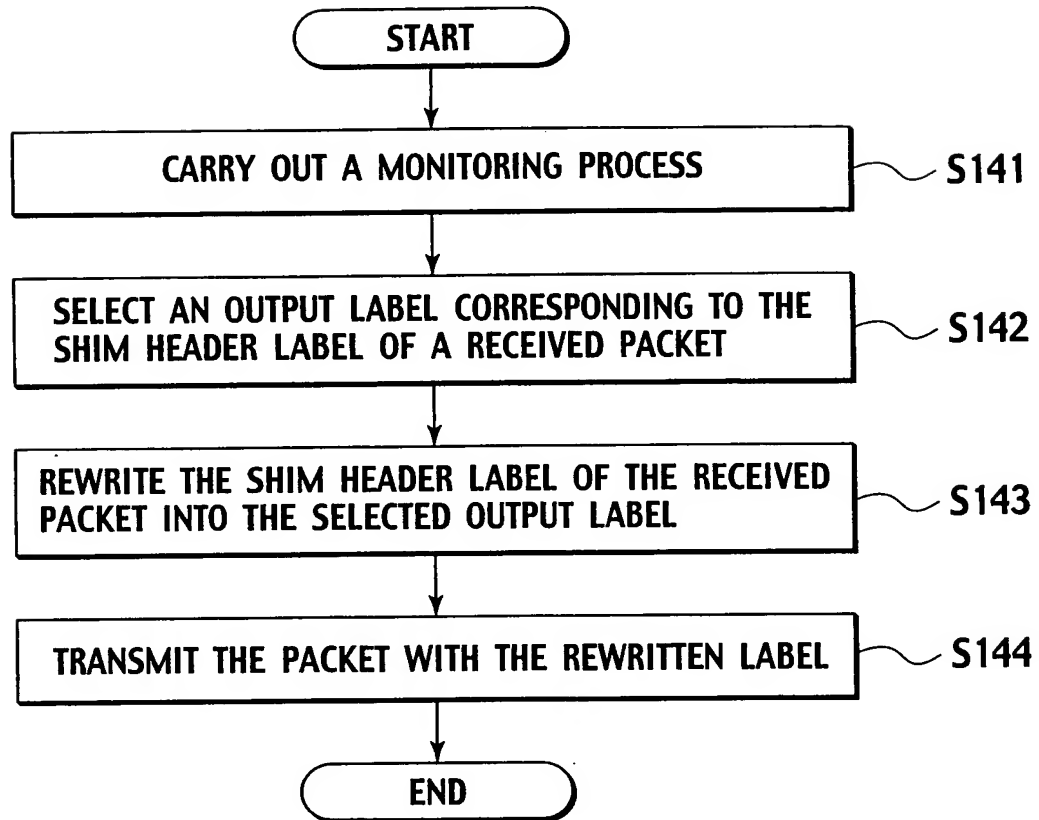 START
CARRY OUT A MONITORING PROCESS
S141
SELECT AN OUTPUT LABEL CORRESPONDING TO THE
SHIM HEADER LABEL OF A RECEIVED PACKET
S142
REWRITE THE SHIM HEADER LABEL OF THE RECEIVED
PACKET INTO THE SELECTED OUTPUT LABEL
S143
TRANSMIT THE PACKET WITH THE REWRITTEN LABEL
S144
END